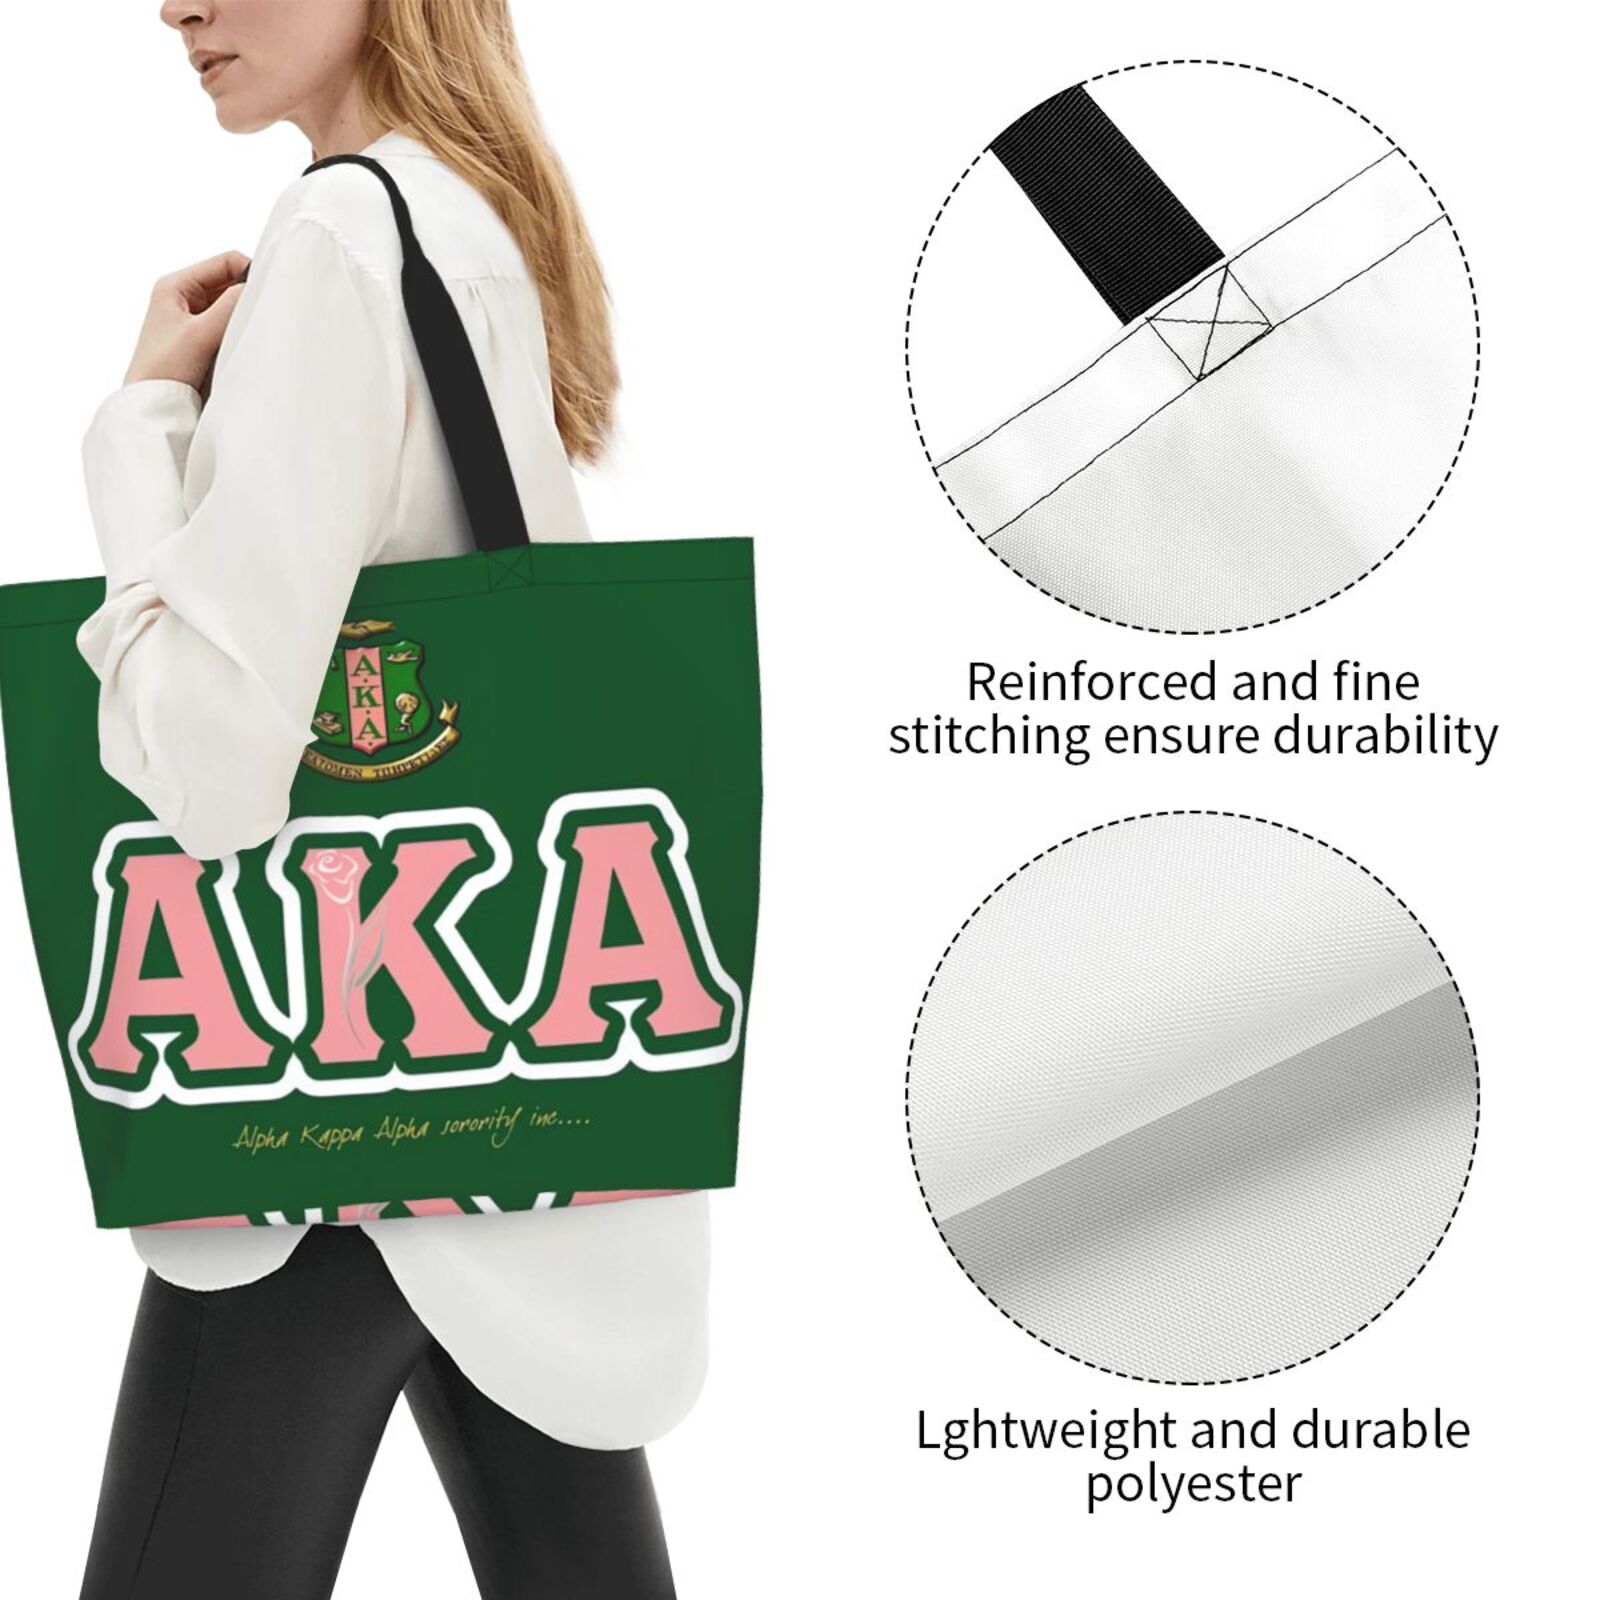 A·K·A·
AKA
Alpha Kappa Alpha sorority inc....
Reinforced and fine
stitching ensure durability
Lghtweight and durable
polyester